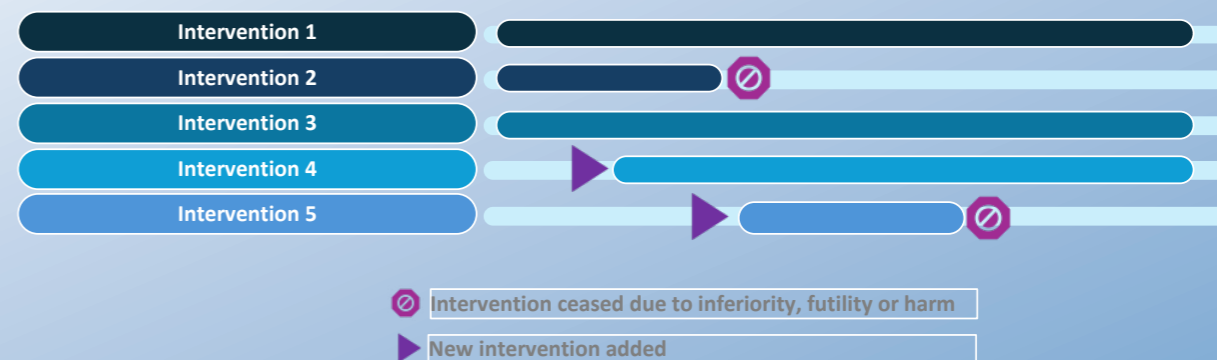 Intervention 1
Intervention 2
Intervention 3
Intervention 4
Intervention 5
Intervention ceased due to inferiority, futility or harm
New intervention added